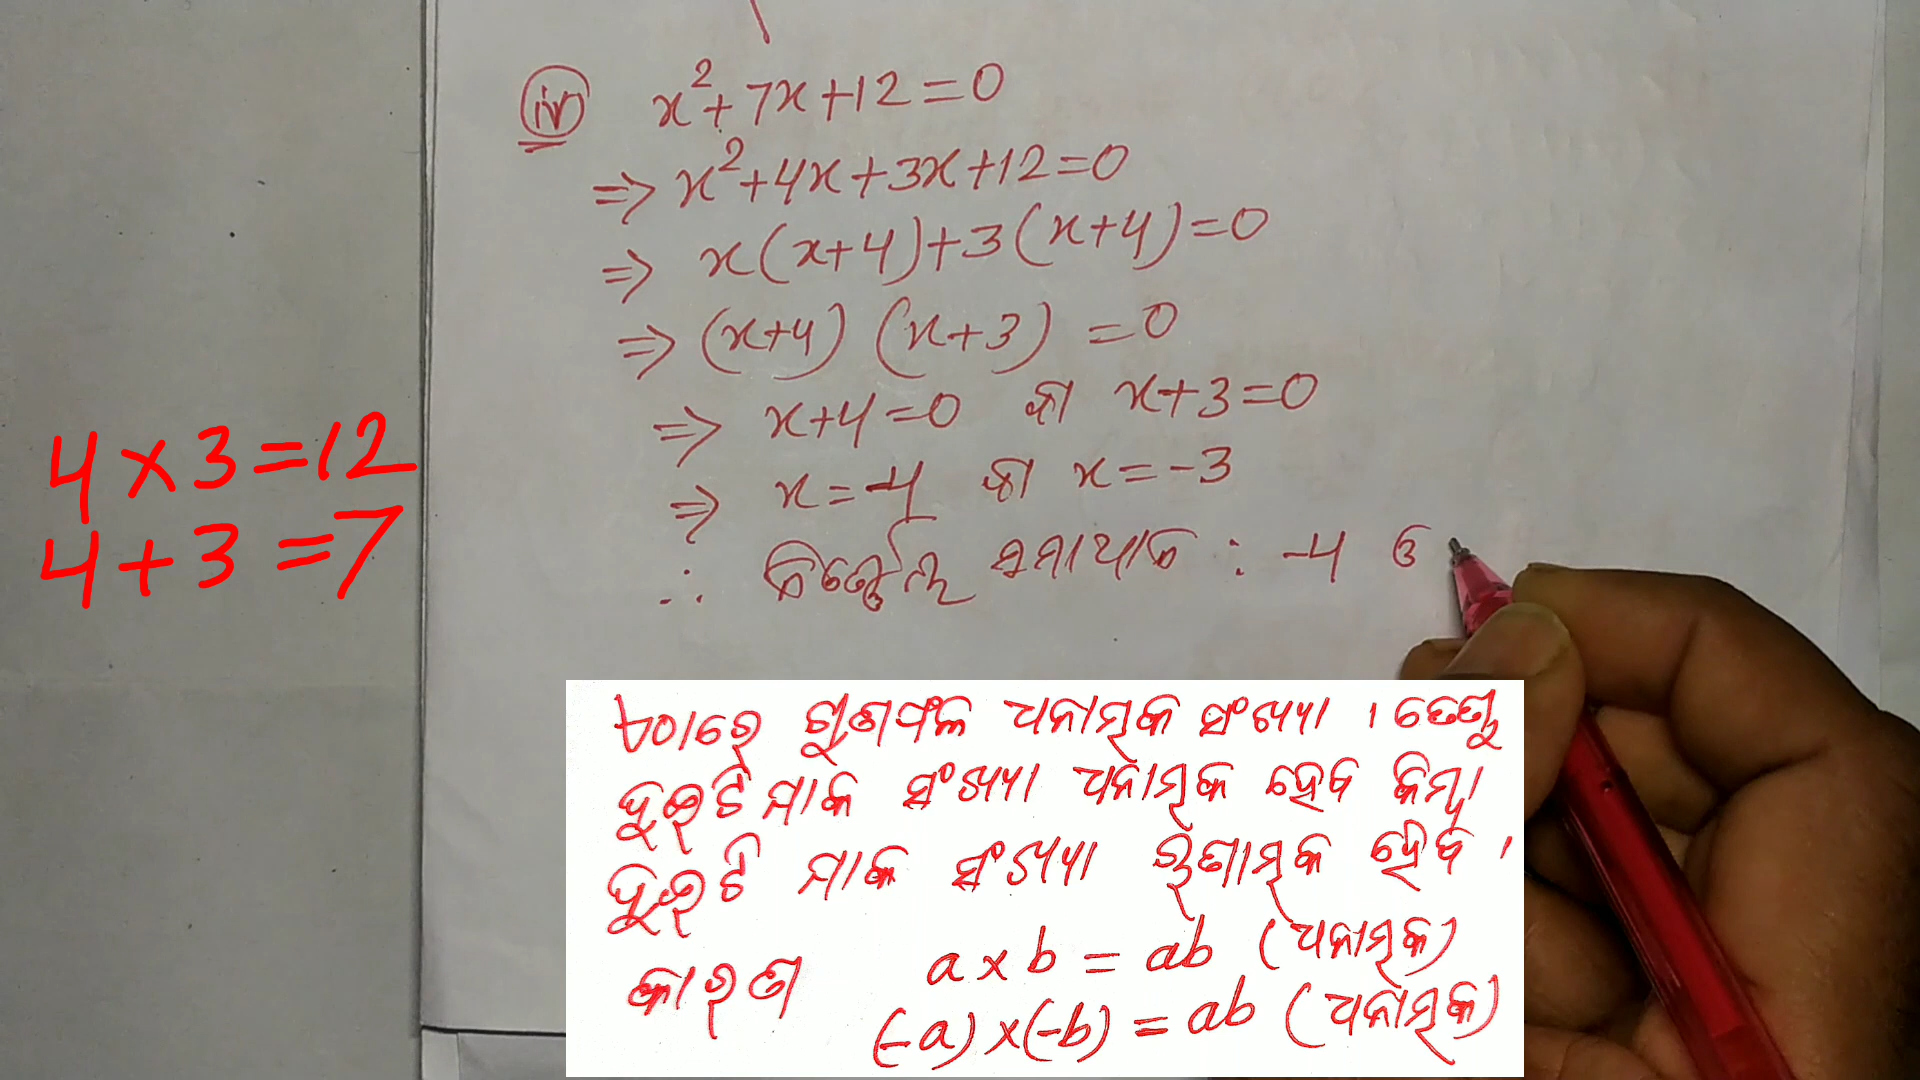 (iv) x²+7x+12=0
⇒ x²+4x+3x+12=0
⇒ x(x+4)+3(x+4)=0
⇒ (x+4) (x+3) =0
⇒ x+4=0 ବା x+3=0
⇒ x=-4 ବା x=-3
∴ ନିର୍ଣ୍ଣେୟ ସମାଧାନ : -4 ଓ
4×3=12
4+3=7
ଏଠାରେ ଗୁଣଫଳ ଧନାତ୍ମକ ସଂଖ୍ୟା । ତେଣୁ
ଦୁଇଟି ଯାକ ସଂଖ୍ୟା ଧନାତ୍ମକ ହେବ କିମ୍ବା
ଦୁଇଟି ଯାକ ସଂଖ୍ୟା ଋଣାତ୍ମକ ହେବ ।
କାରଣ a×b = ab (ଧନାତ୍ମକ)
(-a)×(-b) = ab (ଧନାତ୍ମକ)